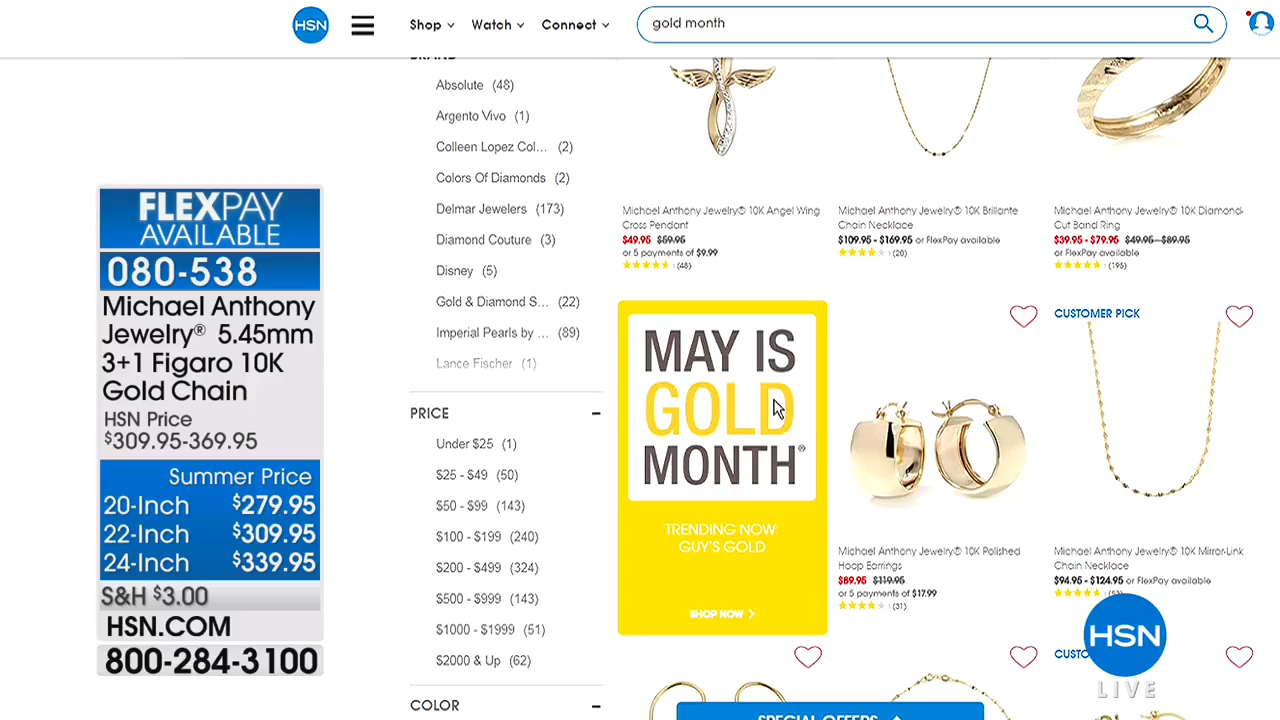 HSN
Shop
Watch
Connect
gold month
BRAND
Absolute (48)
Argento Vivo (1)
Colleen Lopez Col... (2)
Colors Of Diamonds (2)
Delmar Jewelers (173)
Diamond Couture (3)
Disney (5)
Gold & Diamond S... (22)
Imperial Pearls by ... (89)
Lance Fischer (1)
PRICE
Under $25 (1)
$25 - $49 (50)
$50 - $99 (143)
$100 - $199 (240)
$200 - $499 (324)
$500 - $999 (143)
$1000 - $1999 (51)
$2000 & Up (62)
COLOR
FLEXPAY
AVAILABLE
080-538
Michael Anthony
Jewelry® 5.45mm
3+1 Figaro 10K
Gold Chain
HSN Price
$309.95-369.95
Summer Price
20-Inch $279.95
22-Inch $309.95
24-Inch $339.95
S&H $3.00
HSN.COM
800-284-3100
Michael Anthony Jewelry® 10K Angel Wing
Cross Pendant
$49.95 $59.95
or 5 payments of $9.99
(48)
Michael Anthony Jewelry® 10K Brillante
Chain Necklace
$109.95 - $169.95 or FlexPay available
(20)
Michael Anthony Jewelry® 10K Diamond-
Cut Band Ring
$39.95 - $79.95 $49.95 - $89.95
or FlexPay available
(195)
MAY IS
GOLD
MONTH®
TRENDING NOW:
GUY'S GOLD
SHOP NOW
Michael Anthony Jewelry® 10K Polished
Hoop Earrings
$89.95 $119.95
or 5 payments of $17.99
(31)
CUSTOMER PICK
Michael Anthony Jewelry® 10K Mirror-Link
Chain Necklace
$94.95 - $124.95 or FlexPay available
CUSTO
HSN
LIVE
SPECIAL OFFERS